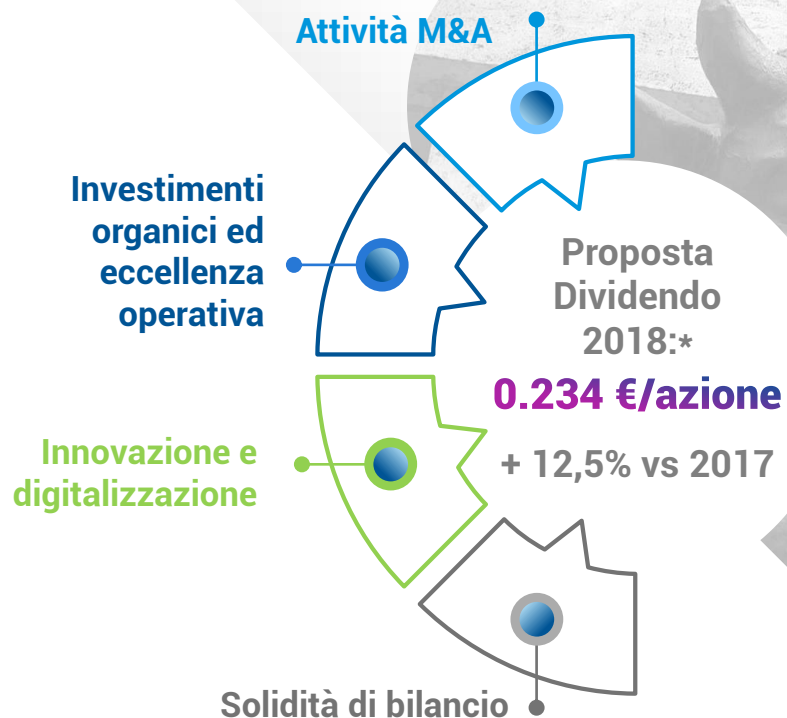 Attività M&A
Investimenti
organici ed
eccellenza
operativa
Proposta
Dividendo
2018:*
0.234 €/azione
+ 12,5% vs 2017
Innovazione e
digitalizzazione
Solidità di bilancio